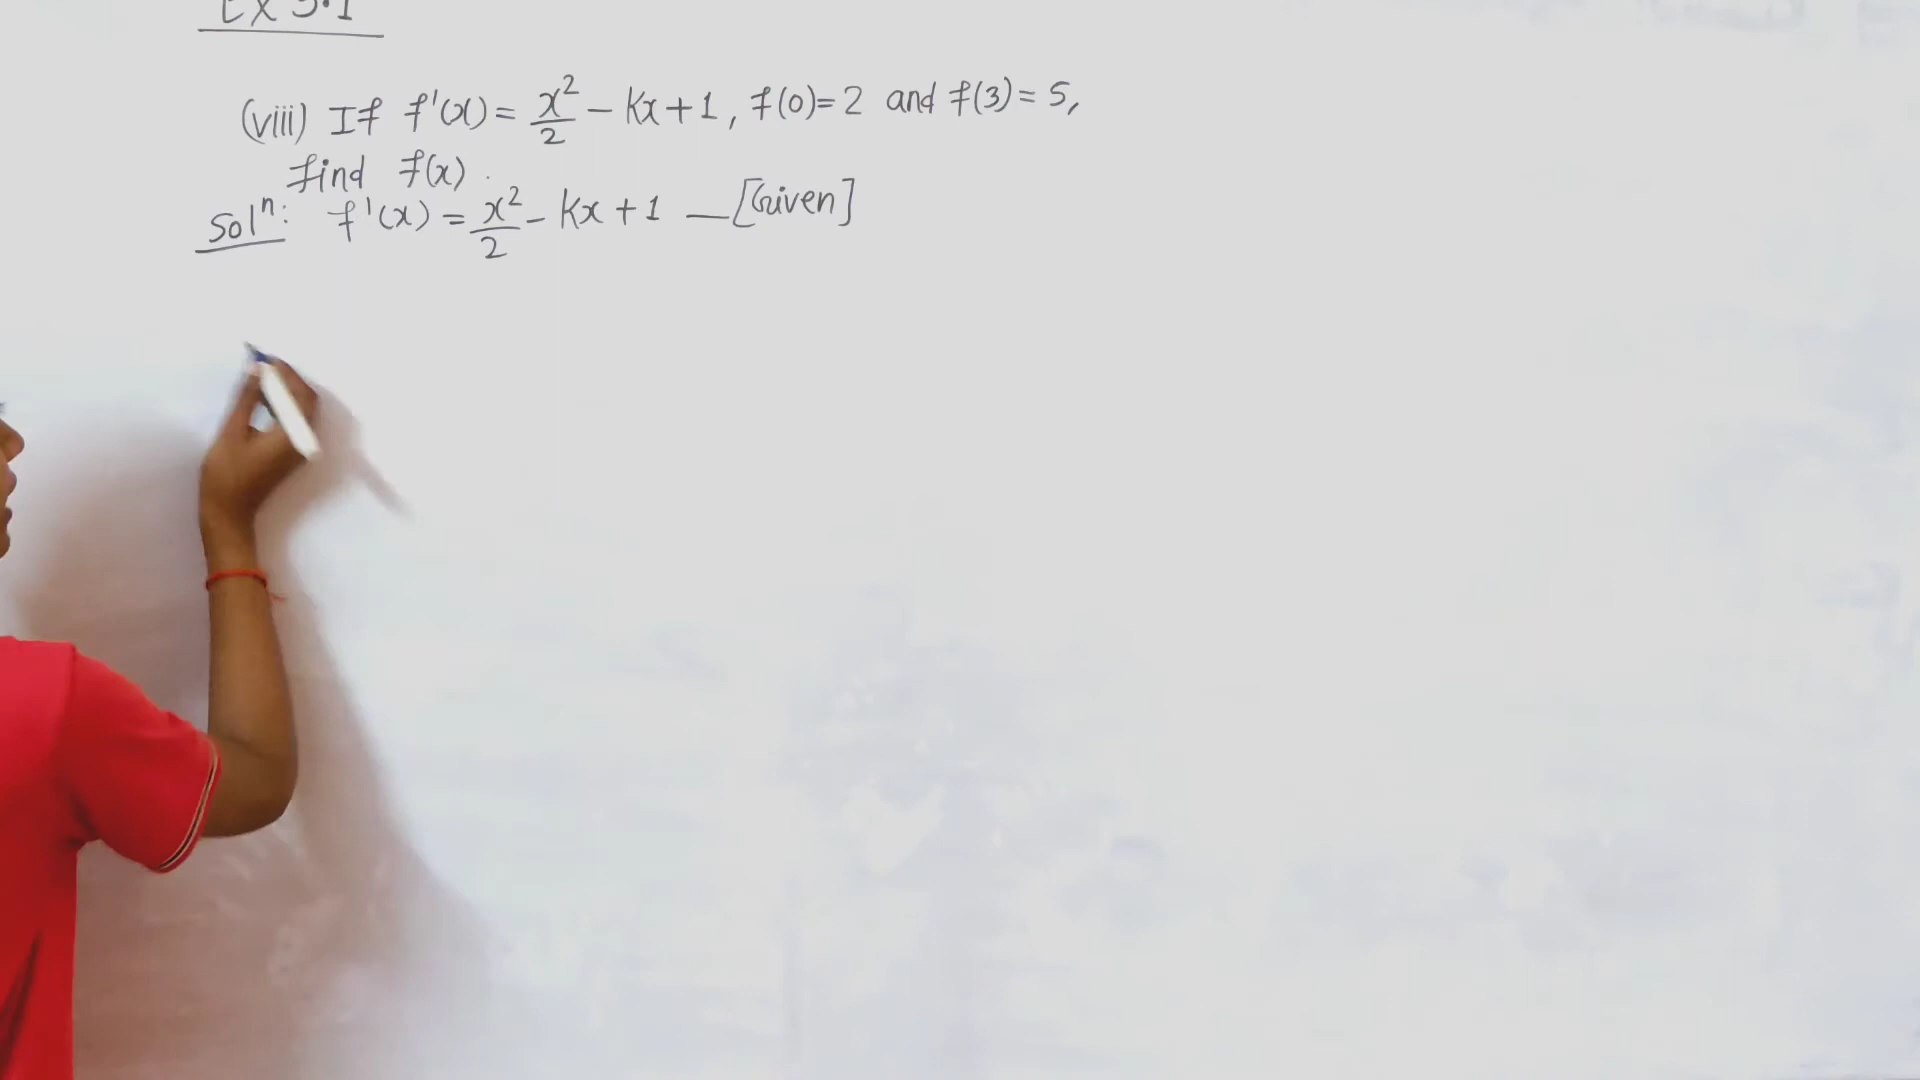 Ex 5.1
(viii) If f'(x) = x²/2 - kx + 1, f(0) = 2 and f(3) = 5,
find f(x).
Solⁿ: f'(x) = x²/2 - kx + 1 — [Given]